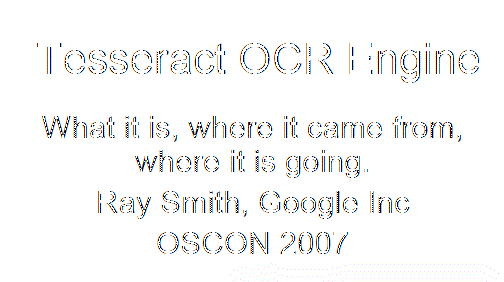 Tesseract OCR Engine
What it is, where it came from,
where it is going.
Ray Smith, Google Inc
OSCON 2007